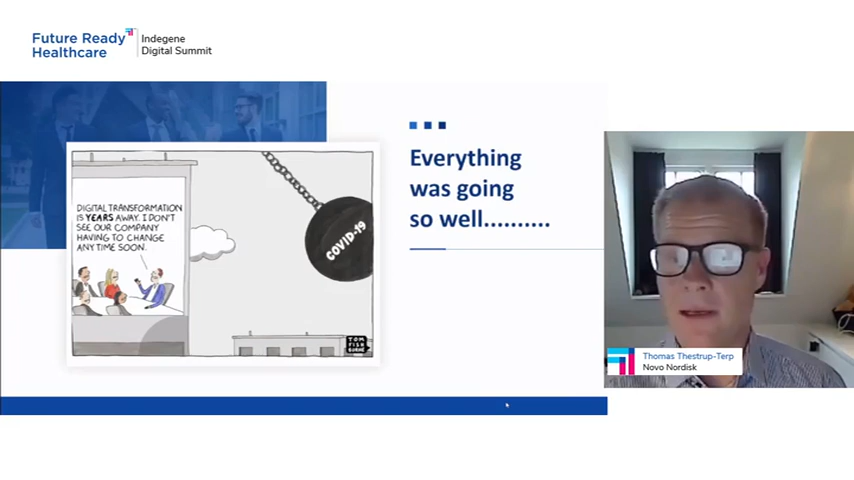 Future Ready
Healthcare
Indegene
Digital Summit
Everything
was going
so well..........
DIGITAL TRANSFORMATION
IS YEARS AWAY. I DON'T
SEE OUR COMPANY
HAVING TO CHANGE
ANY TIME SOON.
COVID-19
TOM
FISH
BURNE
Thomas Thestrup-Terp
Novo Nordisk